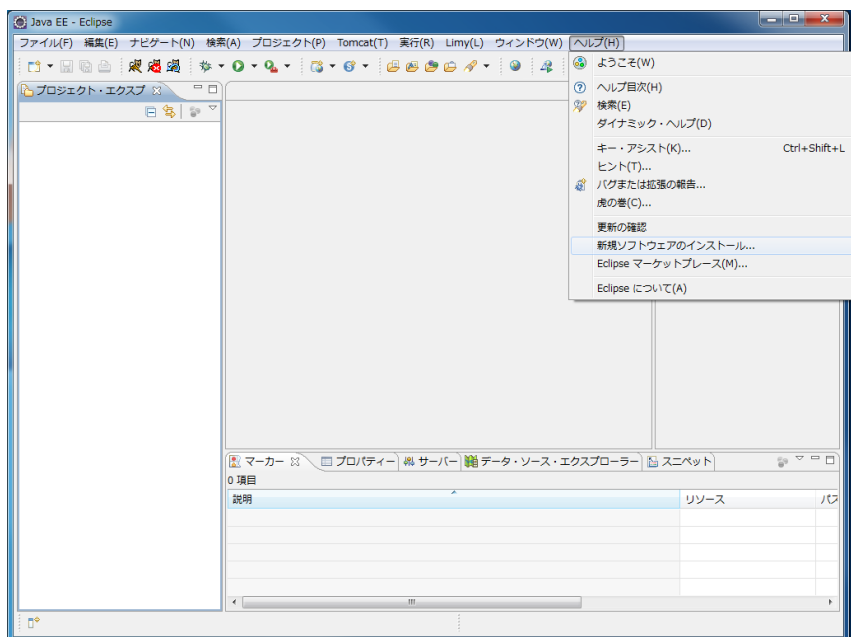 Java EE - Eclipse
ファイル(F) 編集(E) ナビゲート(N) 検索(A) プロジェクト(P) Tomcat(T) 実行(R) Limy(L) ウィンドウ(W) ヘルプ(H)
ようこそ(W)
ヘルプ目次(H)
検索(E)
ダイナミック・ヘルプ(D)
キー・アシスト(K)... Ctrl+Shift+L
ヒント(T)...
バグまたは拡張の報告...
虎の巻(C)...
更新の確認
新規ソフトウェアのインストール...
Eclipse マーケットプレース(M)...
Eclipse について(A)
プロジェクト・エクスプ
マーカー プロパティー サーバー データ・ソース・エクスプローラー スニペット
0 項目
説明 リソース パス